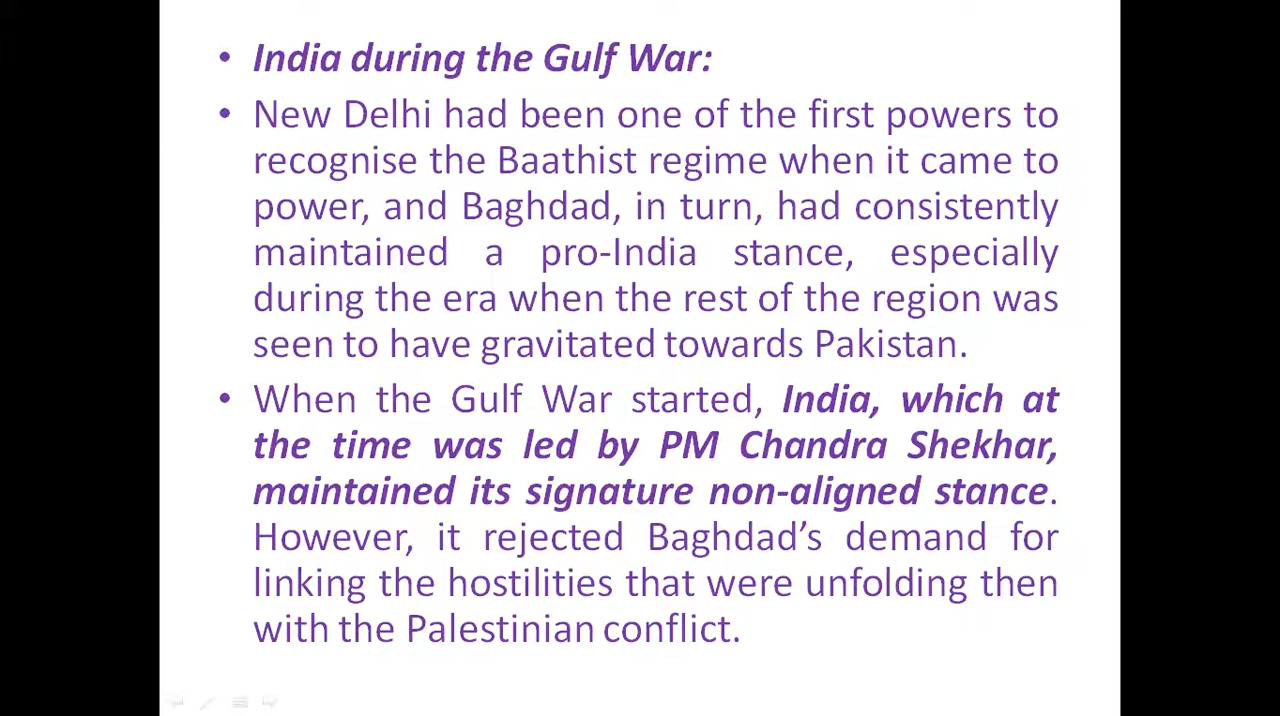 • India during the Gulf War:
• New Delhi had been one of the first powers to
recognise the Baathist regime when it came to
power, and Baghdad, in turn, had consistently
maintained a pro-India stance, especially
during the era when the rest of the region was
seen to have gravitated towards Pakistan.
• When the Gulf War started, India, which at
the time was led by PM Chandra Shekhar,
maintained its signature non-aligned stance.
However, it rejected Baghdad’s demand for
linking the hostilities that were unfolding then
with the Palestinian conflict.